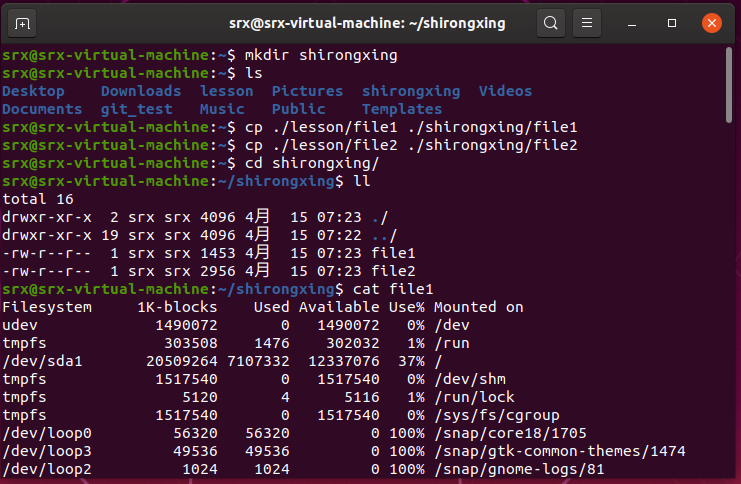 srx@srx-virtual-machine: ~/shirongxing
srx@srx-virtual-machine:~$ mkdir shirongxing
srx@srx-virtual-machine:~$ ls
Desktop    Downloads  lesson  Pictures  shirongxing  Videos
Documents  git_test   Music   Public    Templates
srx@srx-virtual-machine:~$ cp ./lesson/file1 ./shirongxing/file1
srx@srx-virtual-machine:~$ cp ./lesson/file2 ./shirongxing/file2
srx@srx-virtual-machine:~$ cd shirongxing/
srx@srx-virtual-machine:~/shirongxing$ ll
total 16
drwxr-xr-x  2 srx srx 4096 4月  15 07:23 ./
drwxr-xr-x 19 srx srx 4096 4月  15 07:22 ../
-rw-r--r--  1 srx srx 1453 4月  15 07:23 file1
-rw-r--r--  1 srx srx 2956 4月  15 07:23 file2
srx@srx-virtual-machine:~/shirongxing$ cat file1
Filesystem     1K-blocks    Used Available Use% Mounted on
udev             1490072       0   1490072   0% /dev
tmpfs             303508    1476    302032   1% /run
/dev/sda1       20509264 7107332  12337076  37% /
tmpfs            1517540       0   1517540   0% /dev/shm
tmpfs               5120       4      5116   1% /run/lock
tmpfs            1517540       0   1517540   0% /sys/fs/cgroup
/dev/loop0         56320   56320         0 100% /snap/core18/1705
/dev/loop3         49536   49536         0 100% /snap/gtk-common-themes/1474
/dev/loop2          1024    1024         0 100% /snap/gnome-logs/81